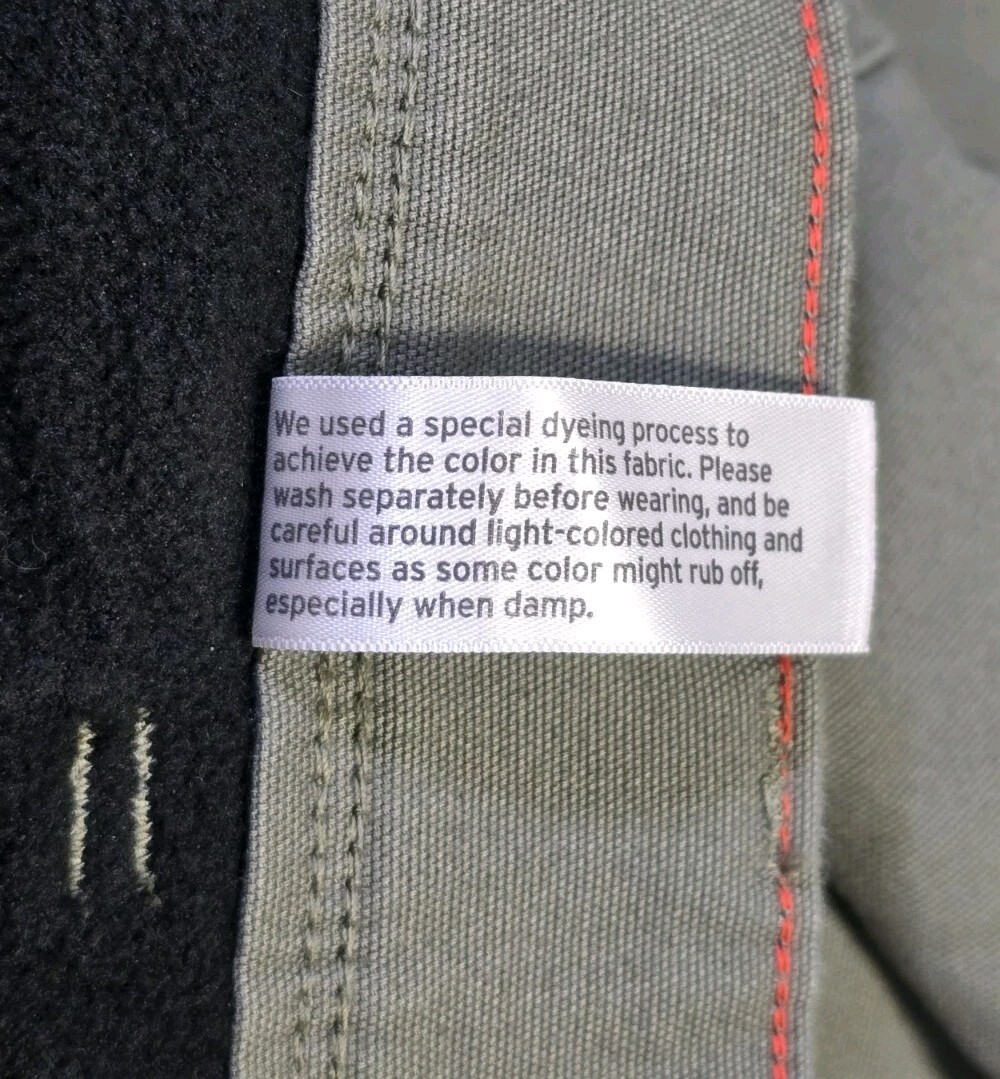 We used a special dyeing process to
achieve the color in this fabric. Please
wash separately before wearing, and be
careful around light-colored clothing and
surfaces as some color might rub off,
especially when damp.